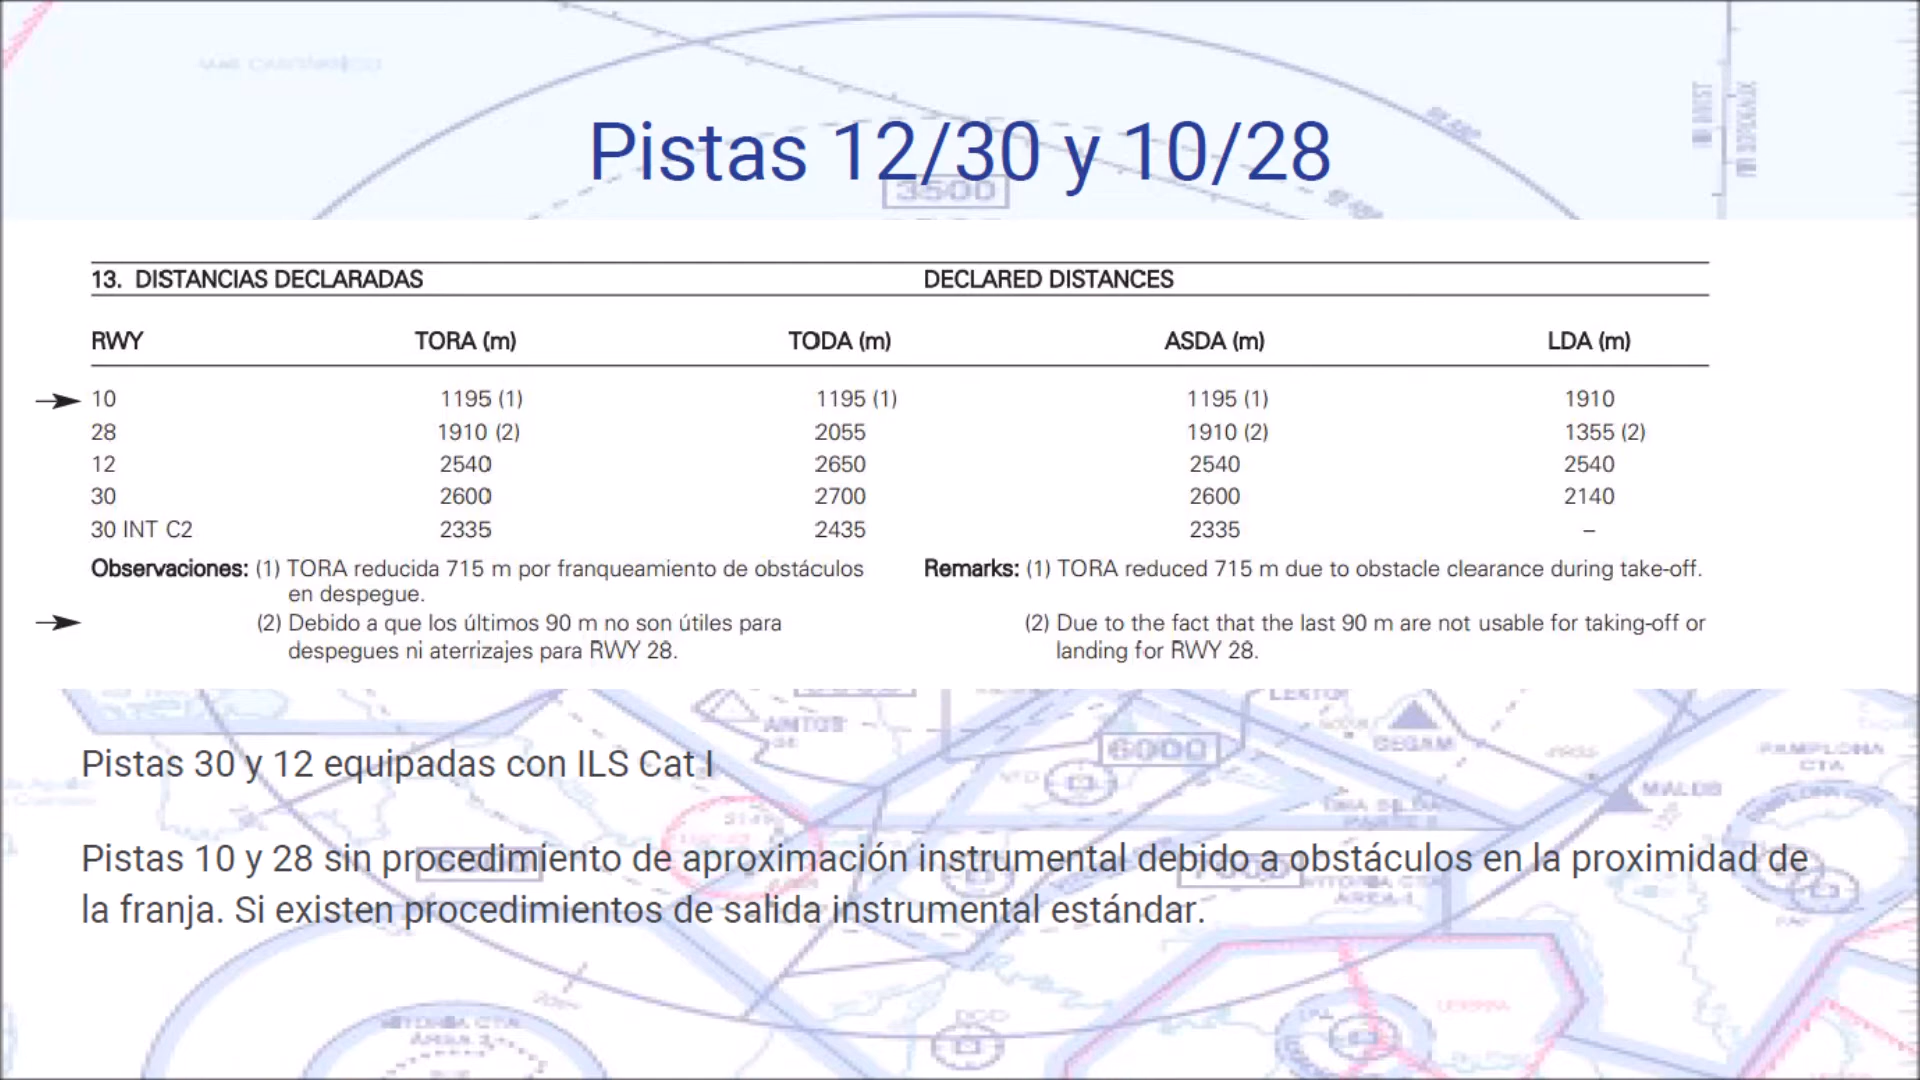 Pistas 12/30 y 10/28
3500
13. DISTANCIAS DECLARADAS DECLARED DISTANCES
RWY TORA (m) TODA (m) ASDA (m) LDA (m)
10 1195 (1) 1195 (1) 1195 (1) 1910
28 1910 (2) 2055 1910 (2) 1355 (2)
12 2540 2650 2540 2540
30 2600 2700 2600 2140
30 INT C2 2335 2435 2335 –
Observaciones: (1) TORA reducida 715 m por franqueamiento de obstáculos
en despegue.
(2) Debido a que los últimos 90 m no son útiles para
despegues ni aterrizajes para RWY 28.
Remarks: (1) TORA reduced 715 m due to obstacle clearance during take-off.
(2) Due to the fact that the last 90 m are not usable for taking-off or
landing for RWY 28.
6000
PAMPLONA
CTA
Pistas 30 y 12 equipadas con ILS Cat I
Pistas 10 y 28 sin procedimiento de aproximación instrumental debido a obstáculos en la proximidad de
la franja. Si existen procedimientos de salida instrumental estándar.